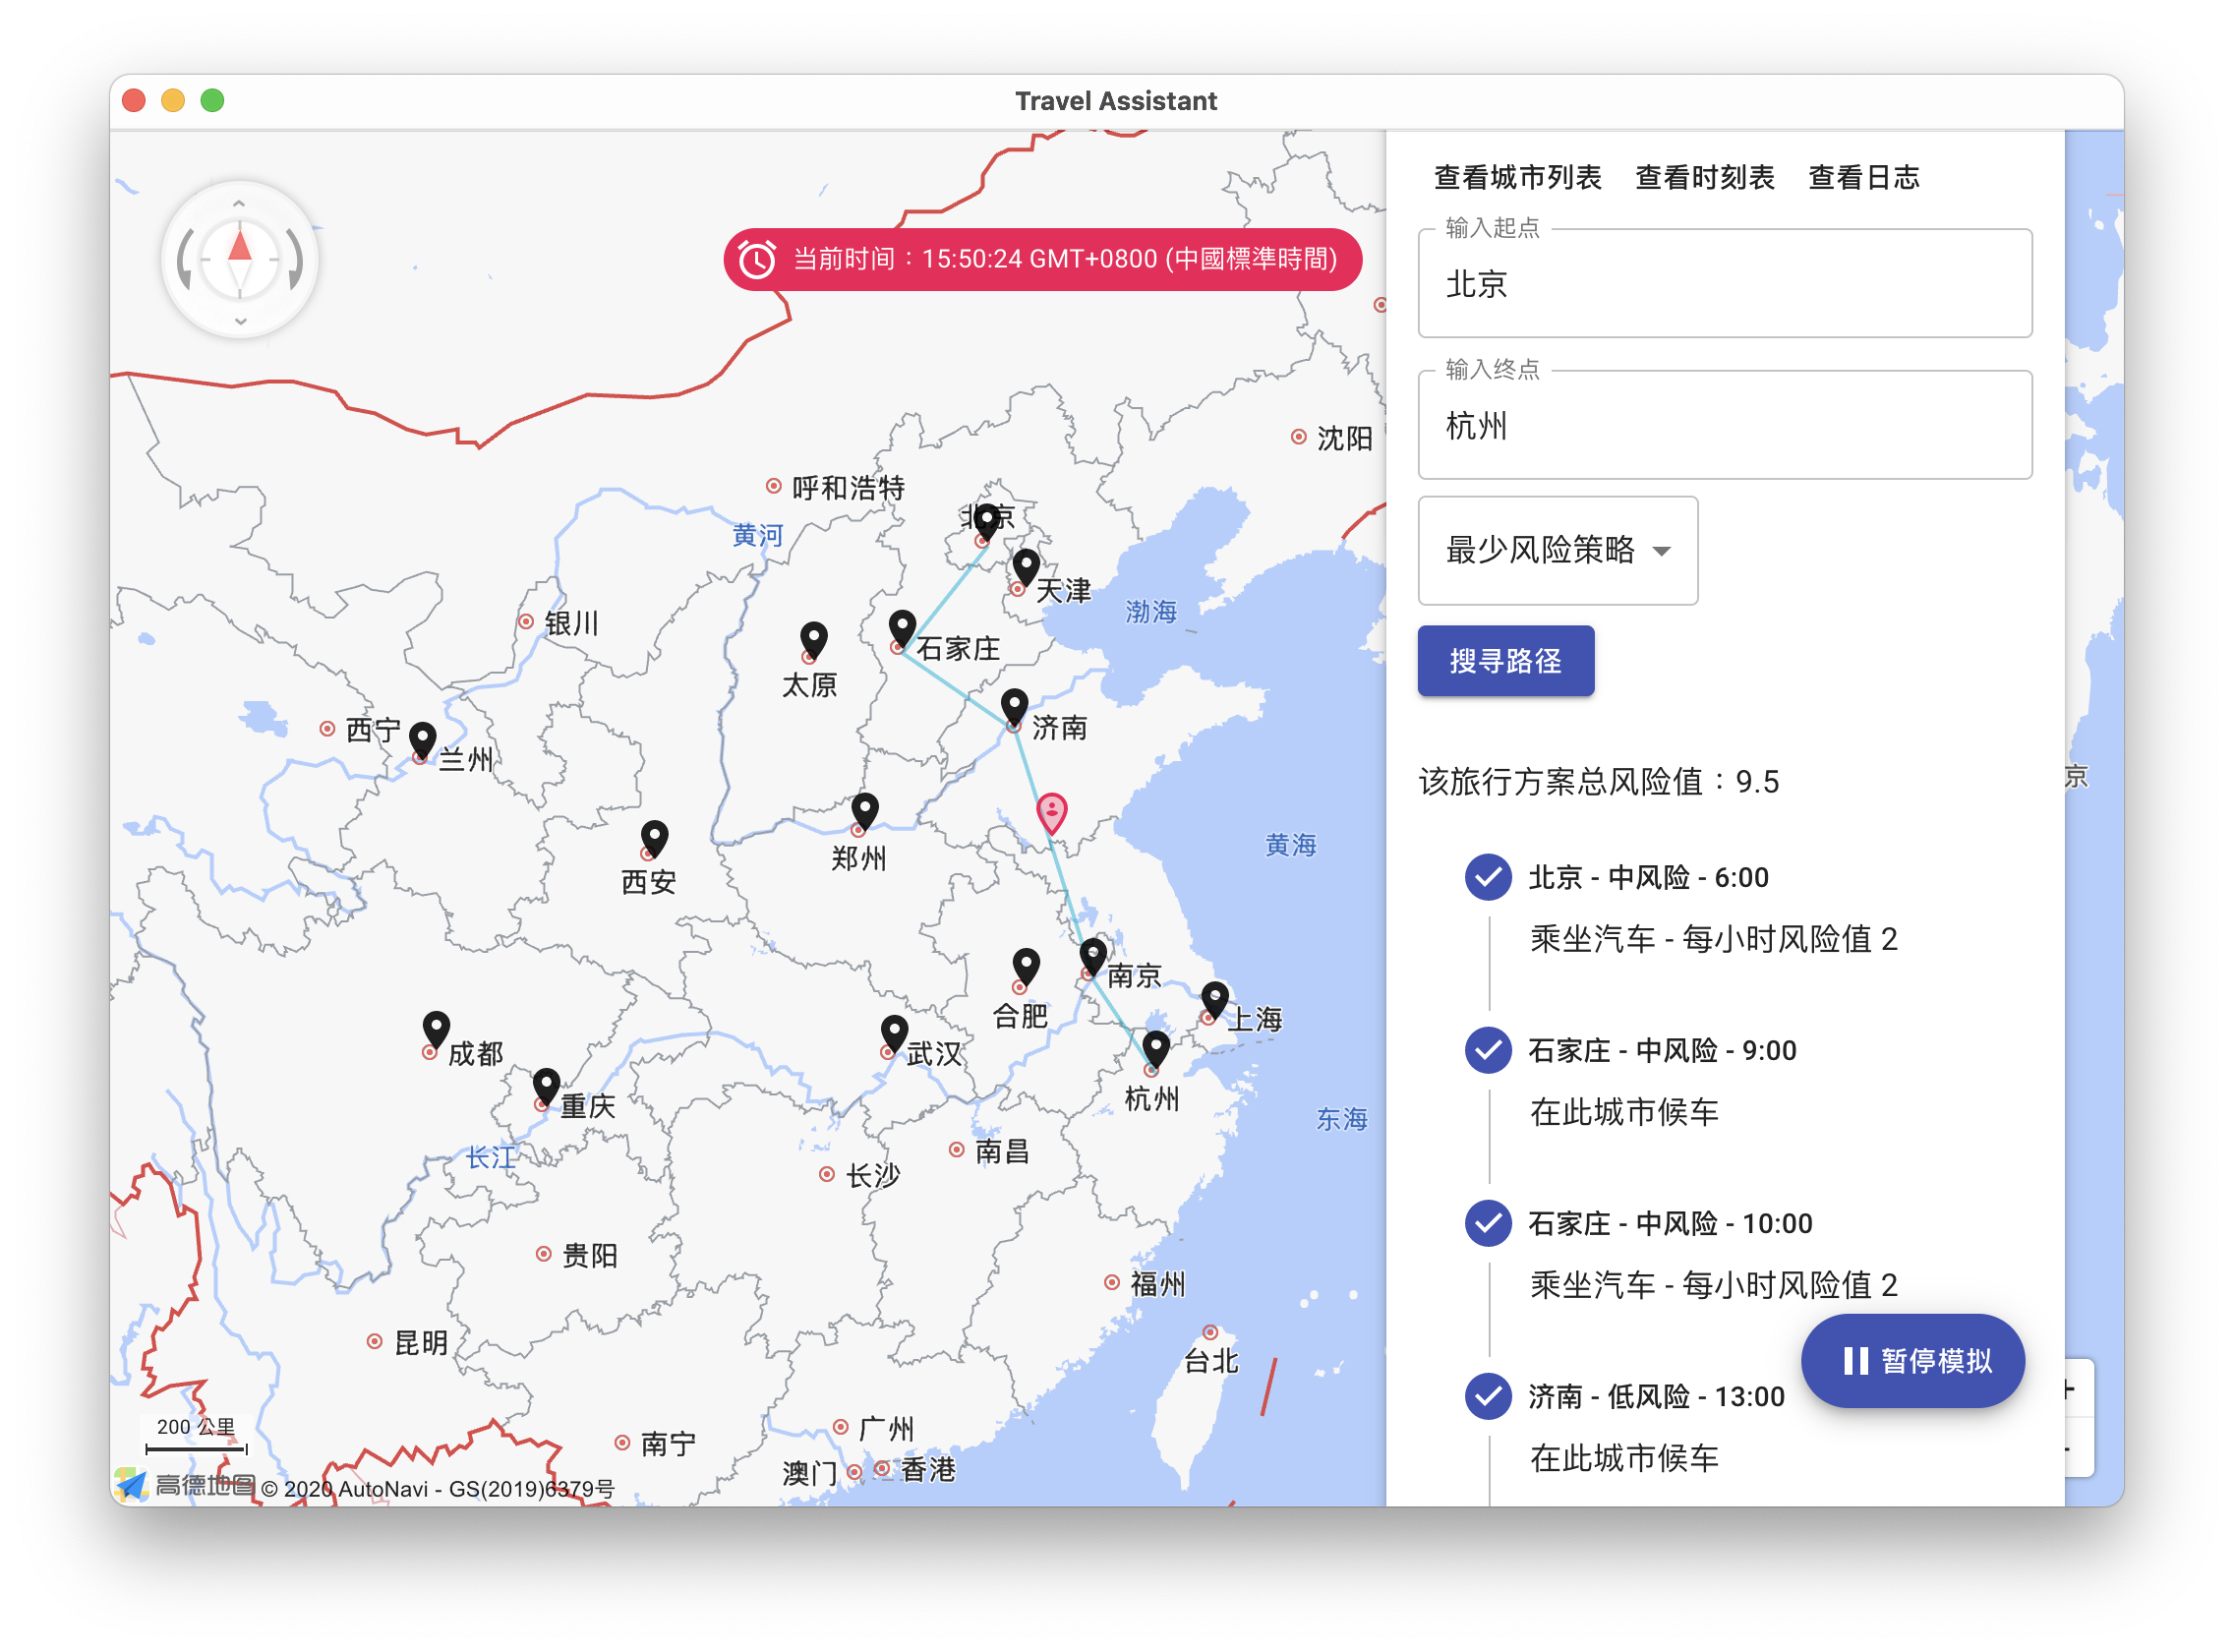 Travel Assistant
查看城市列表 查看时刻表 查看日志
当前时间：15:50:24 GMT+0800 (中國標準時間)
输入起点
北京
输入终点
杭州
最少风险策略
搜寻路径
该旅行方案总风险值：9.5
北京 - 中风险 - 6:00
乘坐汽车 - 每小时风险值 2
石家庄 - 中风险 - 9:00
在此城市候车
石家庄 - 中风险 - 10:00
乘坐汽车 - 每小时风险值 2
暂停模拟
济南 - 低风险 - 13:00
在此城市候车
沈阳
呼和浩特
黄河
北京
天津
渤海
银川
石家庄
太原
西宁
济南
兰州
京
郑州
黄海
西安
南京
合肥
上海
成都
武汉
杭州
重庆
东海
长江
南昌
长沙
贵阳
福州
昆明
台北
广州
南宁
澳门
香港
200 公里
高德地图 © 2020 AutoNavi - GS(2019)6379号